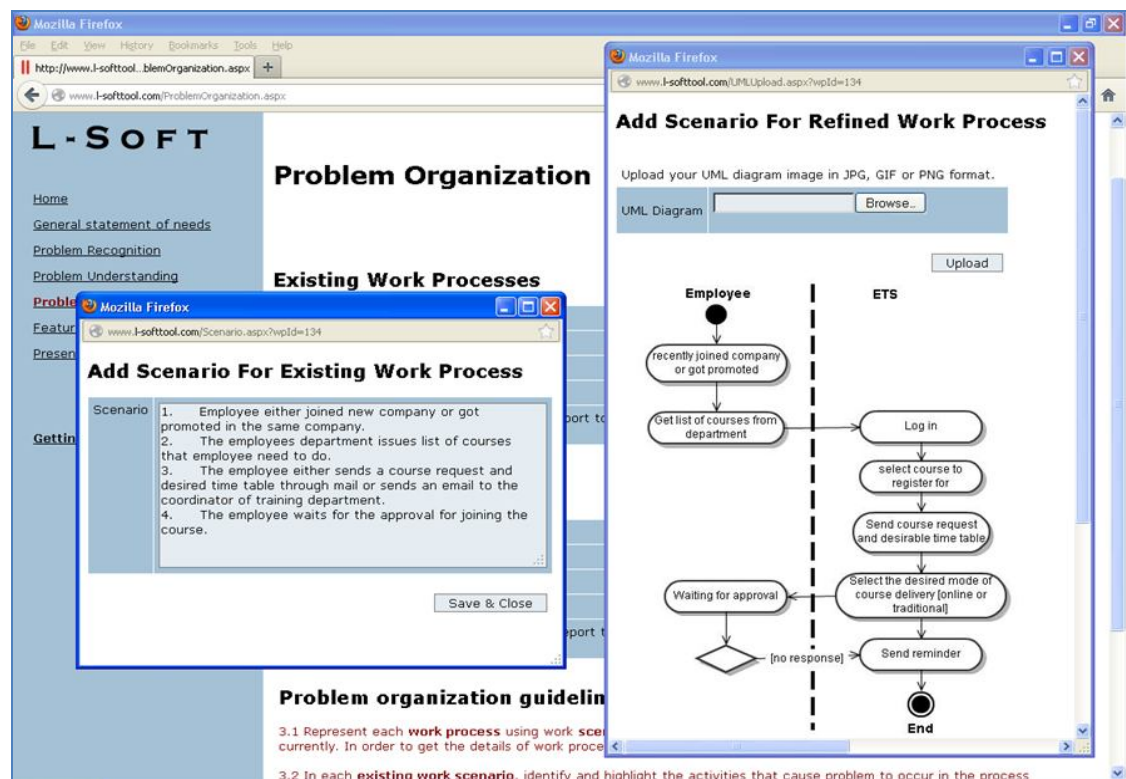 Mozilla Firefox
File Edit View History Bookmarks Tools Help
http://www.l-softtool...blemOrganization.aspx
www.l-softtool.com/ProblemOrganization.aspx
L-SOFT
Home
General statement of needs
Problem Recognition
Problem Understanding
Proble
Featur
Presen
Gettin
Problem Organization
Existing Work Processes
port to
port t
Problem organization guidelin
3.1 Represent each work process using work sce
currently. In order to get the details of work proce
3.2 In each existing work scenario, identify and highlight the activities that cause problem to occur in the process
Mozilla Firefox
www.l-softtool.com/Scenario.aspx?wpId=134
Add Scenario For Existing Work Process
Scenario
1. Employee either joined new company or got
promoted in the same company.
2. The employees department issues list of courses
that employee need to do.
3. The employee either sends a course request and
desired time table through mail or sends an email to the
coordinator of training department.
4. The employee waits for the approval for joining the
course.
Save & Close
Mozilla Firefox
www.l-softtool.com/UMLUpload.aspx?wpId=134
Add Scenario For Refined Work Process
Upload your UML diagram image in JPG, GIF or PNG format.
UML Diagram
Browse..
Upload
Employee
ETS
recently joined company
or got promoted
Get list of courses from
department
Log in
select course to
register for
Send course request
and desirable time table
Select the desired mode of
course delivery [online or
traditional]
Waiting for approval
[no response]
Send reminder
End